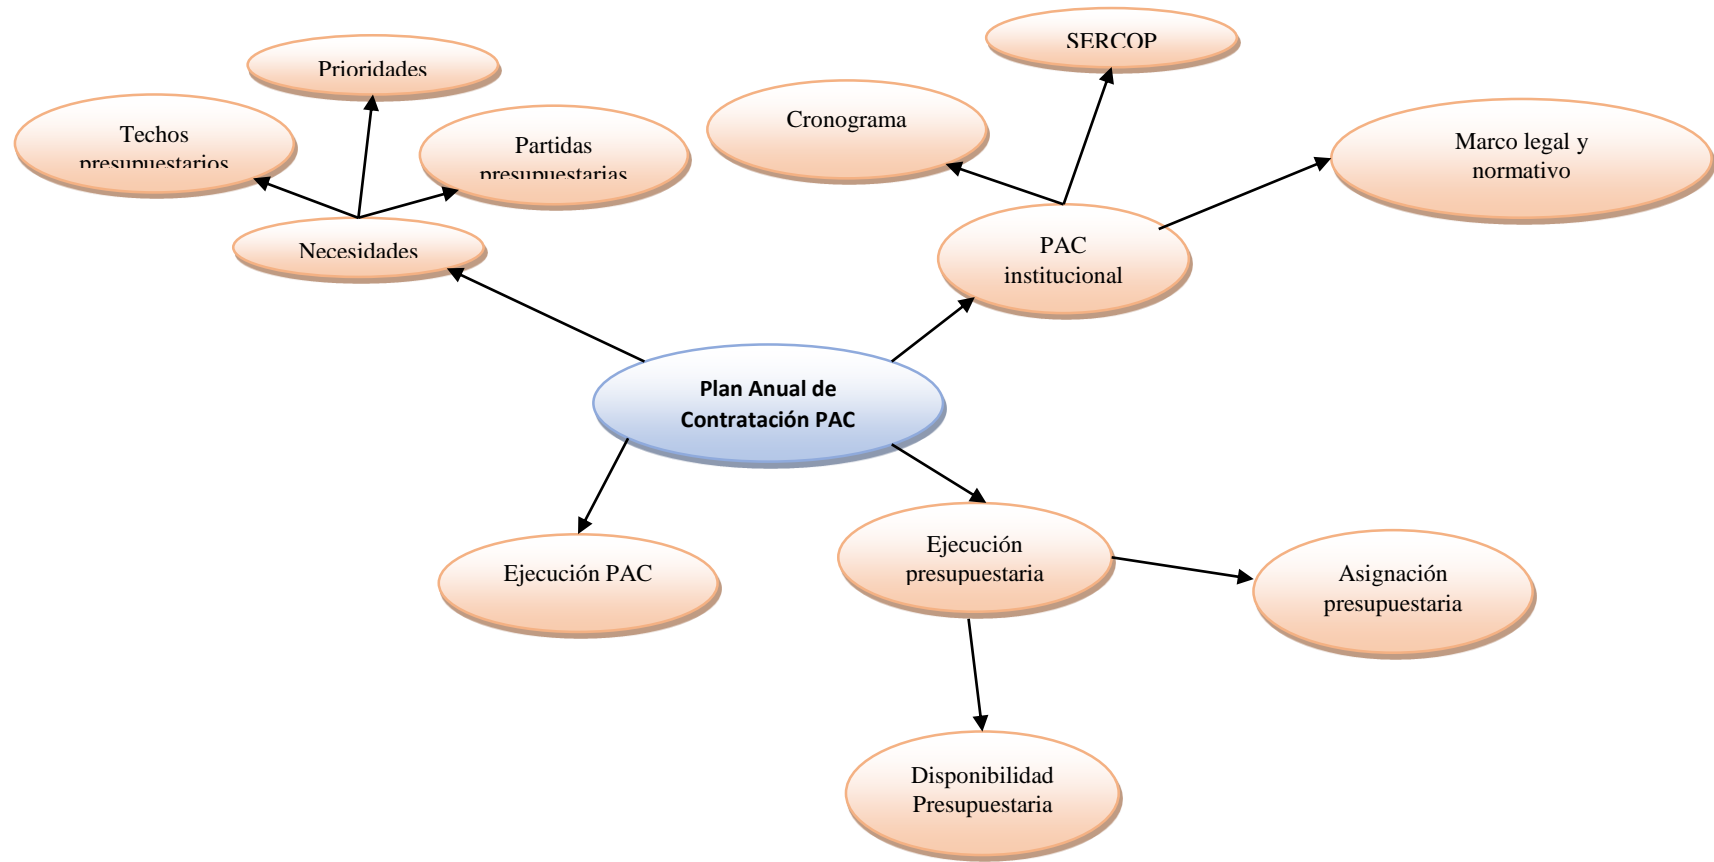 SERCOP
Prioridades
Cronograma
Techos
presupuestarios
Partidas
presupuestarias
Marco legal y
normativo
Necesidades
PAC
institucional
Plan Anual de
Contratación PAC
Ejecución PAC
Ejecución
presupuestaria
Asignación
presupuestaria
Disponibilidad
Presupuestaria